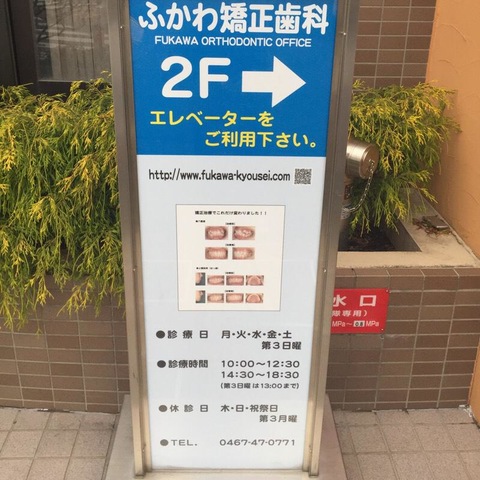 ふかわ矯正歯科
FUKAWA ORTHODONTIC OFFICE
2F
エレベーターを
ご利用下さい。
http://www.fukawa-kyousei.com
矯正治療でこれだけ変わりました！！
●診療日 月・火・水・金・土
第3日曜
●診療時間 10:00〜12:30
14:30〜18:30
(第3日曜は13:00まで)
●休診日 木・日・祝祭日
第3月曜
●TEL. 0467-47-0771
水口
専用）
MPa〜 MPa